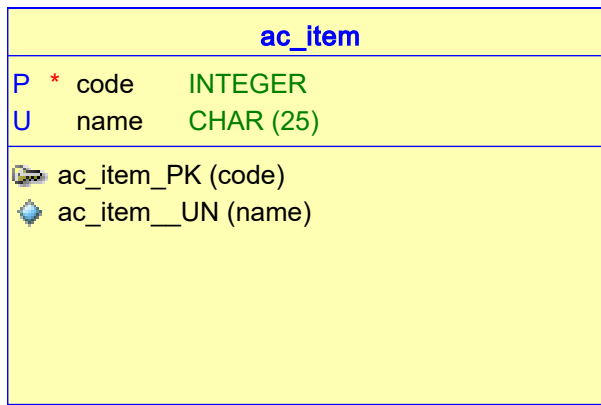 ac_item
P * code INTEGER
U name CHAR (25)
ac_item_PK (code)
ac_item__UN (name)